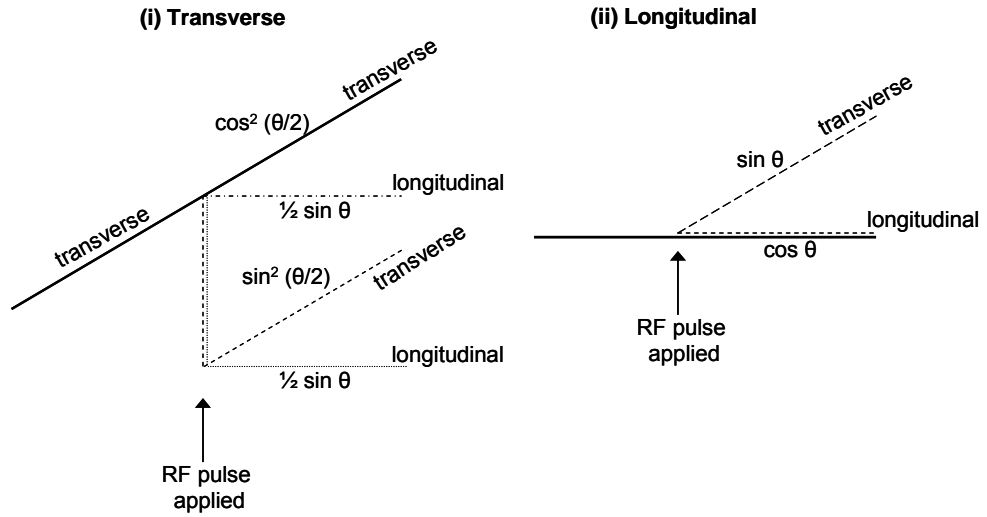 (i) Transverse
transverse
cos² (θ/2)
transverse
longitudinal
½ sin θ
sin² (θ/2)
transverse
longitudinal
½ sin θ
RF pulse
applied
(ii) Longitudinal
transverse
sin θ
longitudinal
cos θ
RF pulse
applied